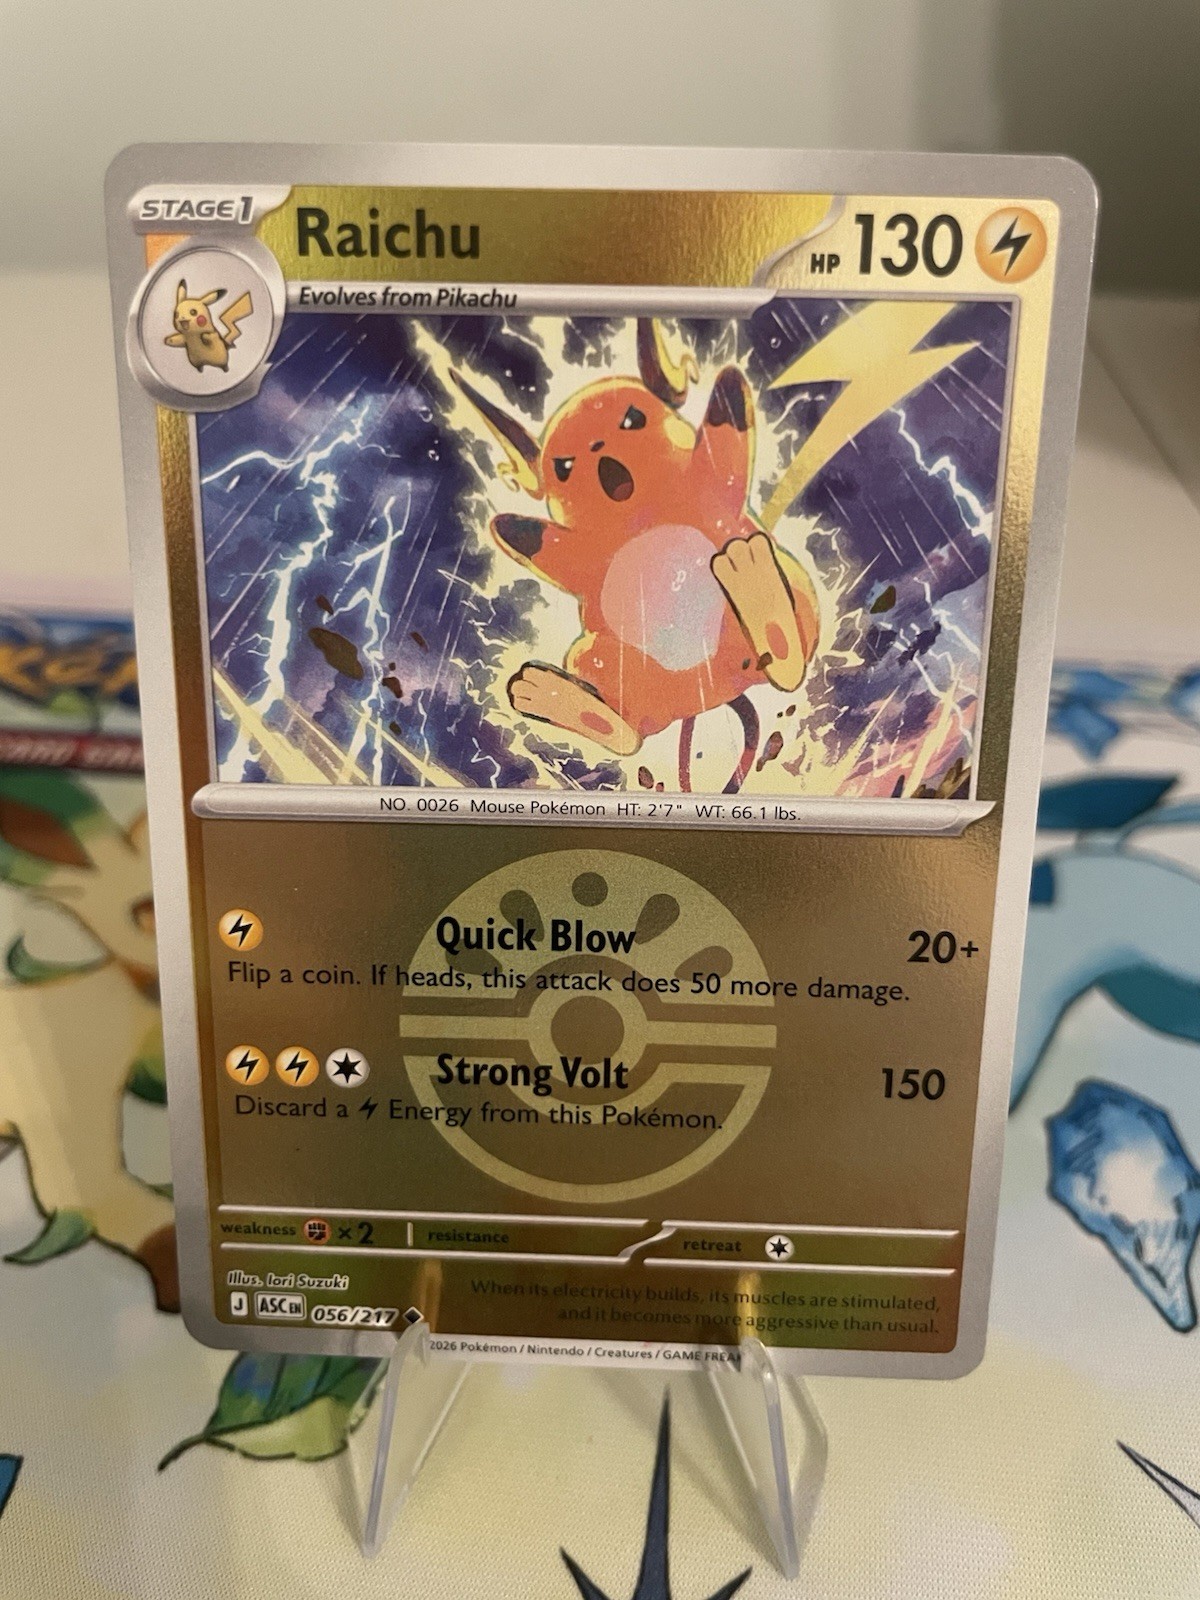 STAGE 1
Raichu
HP 130
Evolves from Pikachu
NO. 0026 Mouse Pokémon HT: 2'7" WT: 66.1 lbs.
Quick Blow 20+
Flip a coin. If heads, this attack does 50 more damage.
Strong Volt 150
Discard a Energy from this Pokémon.
weakness ×2 resistance retreat
Illus. Iori Suzuki
When its electricity builds, its muscles are stimulated,
and it becomes more aggressive than usual.
J ASC EN 056/217
2026 Pokémon / Nintendo / Creatures / GAME FREAK